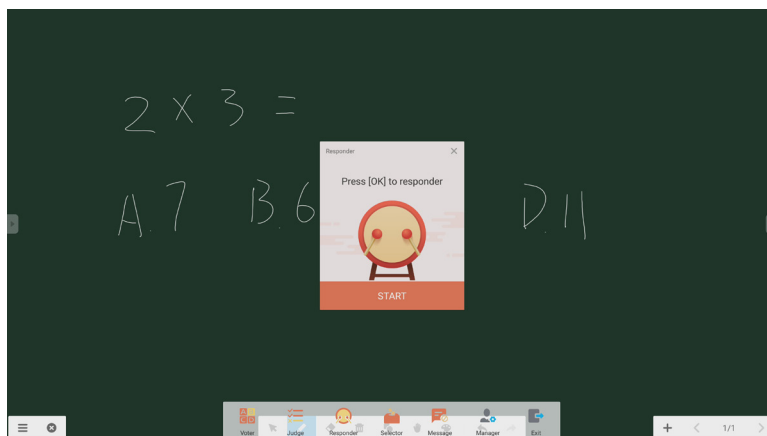 2 × 3 =
Responder
Press [OK] to responder
A.7 B.6 D.11
START
Voter Judge Responder Selector Message Manager Exit
1/1